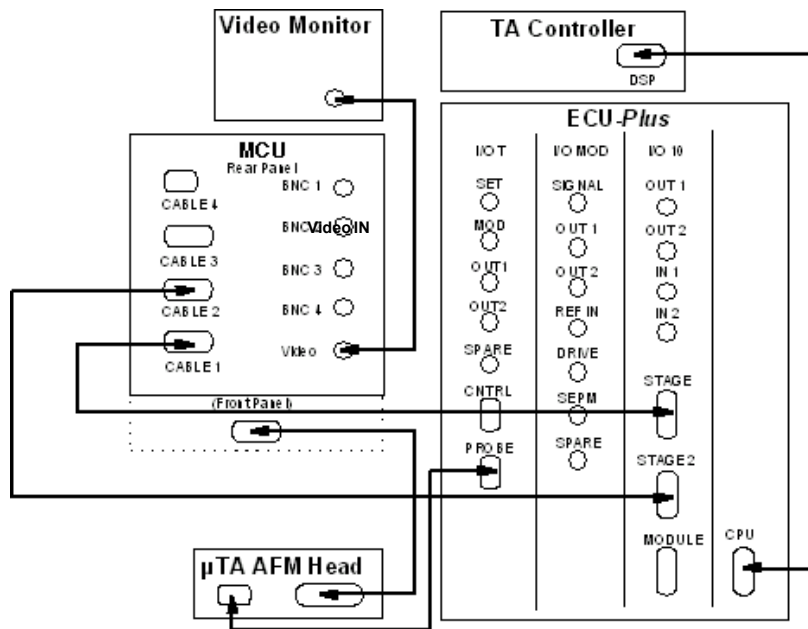 Video Monitor
TA Controller
DSP
ECU-Plus
MCU
Rear Panel
I/O T
I/O MOD
I/O 10
CABLE 4
BNC 1
SET
SIGNAL
OUT 1
CABLE 3
BNC
Video IN
MOD
OUT 1
OUT 2
CABLE 2
BNC 3
OUT1
OUT 2
IN 1
CABLE 1
BNC 4
OUT2
REF IN
IN 2
Video
SPARE
DRIVE
(Front Panel)
CNTRL
SEPM
STAGE
PROBE
SPARE
STAGE2
MODULE
CPU
µTA AFM Head